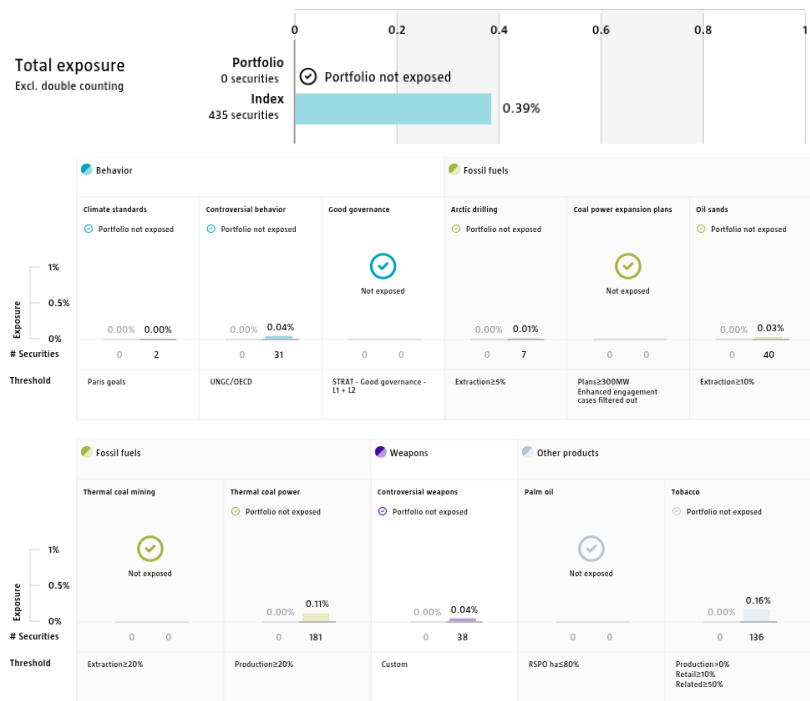 0 0.2 0.4 0.6 0.8 1
Total exposure
Excl. double counting
Portfolio
0 securities
Portfolio not exposed
Index
435 securities
0.39%
Behavior
Fossil fuels
Climate standards
Controversial behavior
Good governance
Arctic drilling
Coal power expansion plans
Oil sands
Portfolio not exposed
Portfolio not exposed
Portfolio not exposed
Portfolio not exposed
Not exposed
Not exposed
Exposure
1%
0.5%
0%
0.00% 0.00%
0.00% 0.04%
0.00% 0.01%
0.00% 0.03%
# Securities
0 2
0 31
0 0
0 7
0 0
0 40
Threshold
Paris goals
UNGC/OECD
STRAT - Good governance -
L1 + L2
Extraction≥5%
Plans≥300MW
Enhanced engagement
cases filtered out
Extraction≥10%
Fossil fuels
Weapons
Other products
Thermal coal mining
Thermal coal power
Controversial weapons
Palm oil
Tobacco
Portfolio not exposed
Portfolio not exposed
Portfolio not exposed
Not exposed
Not exposed
Exposure
1%
0.5%
0%
0.00% 0.11%
0.00% 0.04%
0.00% 0.16%
# Securities
0 0
0 181
0 38
0 0
0 136
Threshold
Extraction≥20%
Production≥20%
Custom
RSPO ha≤80%
Production>0%
Retail≥10%
Related≥50%